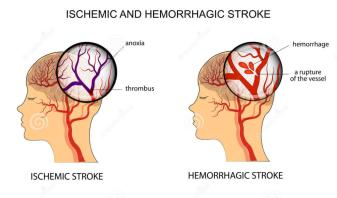 ISCHEMIC AND HEMORRHAGIC STROKE
anoxia
thrombus
hemorrhage
a rupture
of the vessel
ISCHEMIC STROKE
HEMORRHAGIC STROKE